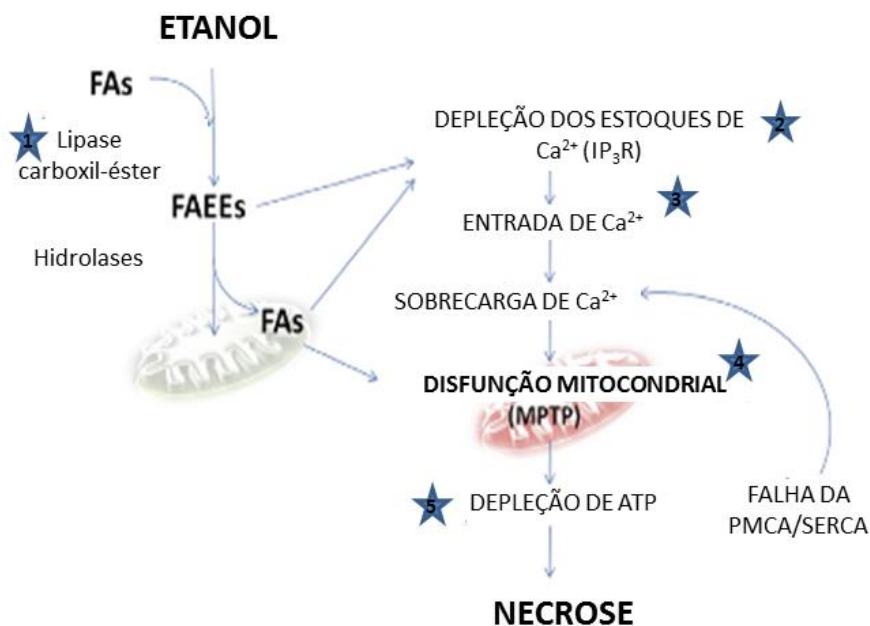 ETANOL
FAs
1
Lipase
carboxil-éster
FAEEs
Hidrolases
FAs
DEPLEÇÃO DOS ESTOQUES DE
Ca²⁺ (IP₃R)
2
3
ENTRADA DE Ca²⁺
SOBRECARGA DE Ca²⁺
4
DISFUNÇÃO MITOCONDRIAL
(MPTP)
5
DEPLEÇÃO DE ATP
FALHA DA
PMCA/SERCA
NECROSE